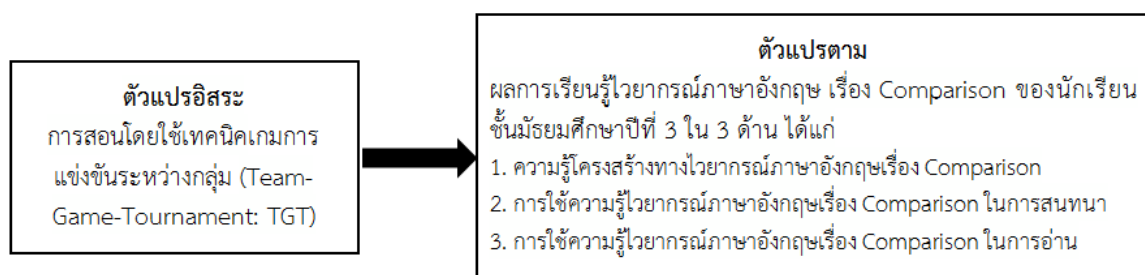 ตัวแปรอิสระ
การสอนโดยใช้เทคนิคเกมการ
แข่งขันระหว่างกลุ่ม (Team-
Game-Tournament: TGT)
ตัวแปรตาม
ผลการเรียนรู้ไวยากรณ์ภาษาอังกฤษ เรื่อง Comparison ของนักเรียน
ชั้นมัธยมศึกษาปีที่ 3 ใน 3 ด้าน ได้แก่
1. ความรู้โครงสร้างทางไวยากรณ์ภาษาอังกฤษเรื่อง Comparison
2. การใช้ความรู้ไวยากรณ์ภาษาอังกฤษเรื่อง Comparison ในการสนทนา
3. การใช้ความรู้ไวยากรณ์ภาษาอังกฤษเรื่อง Comparison ในการอ่าน